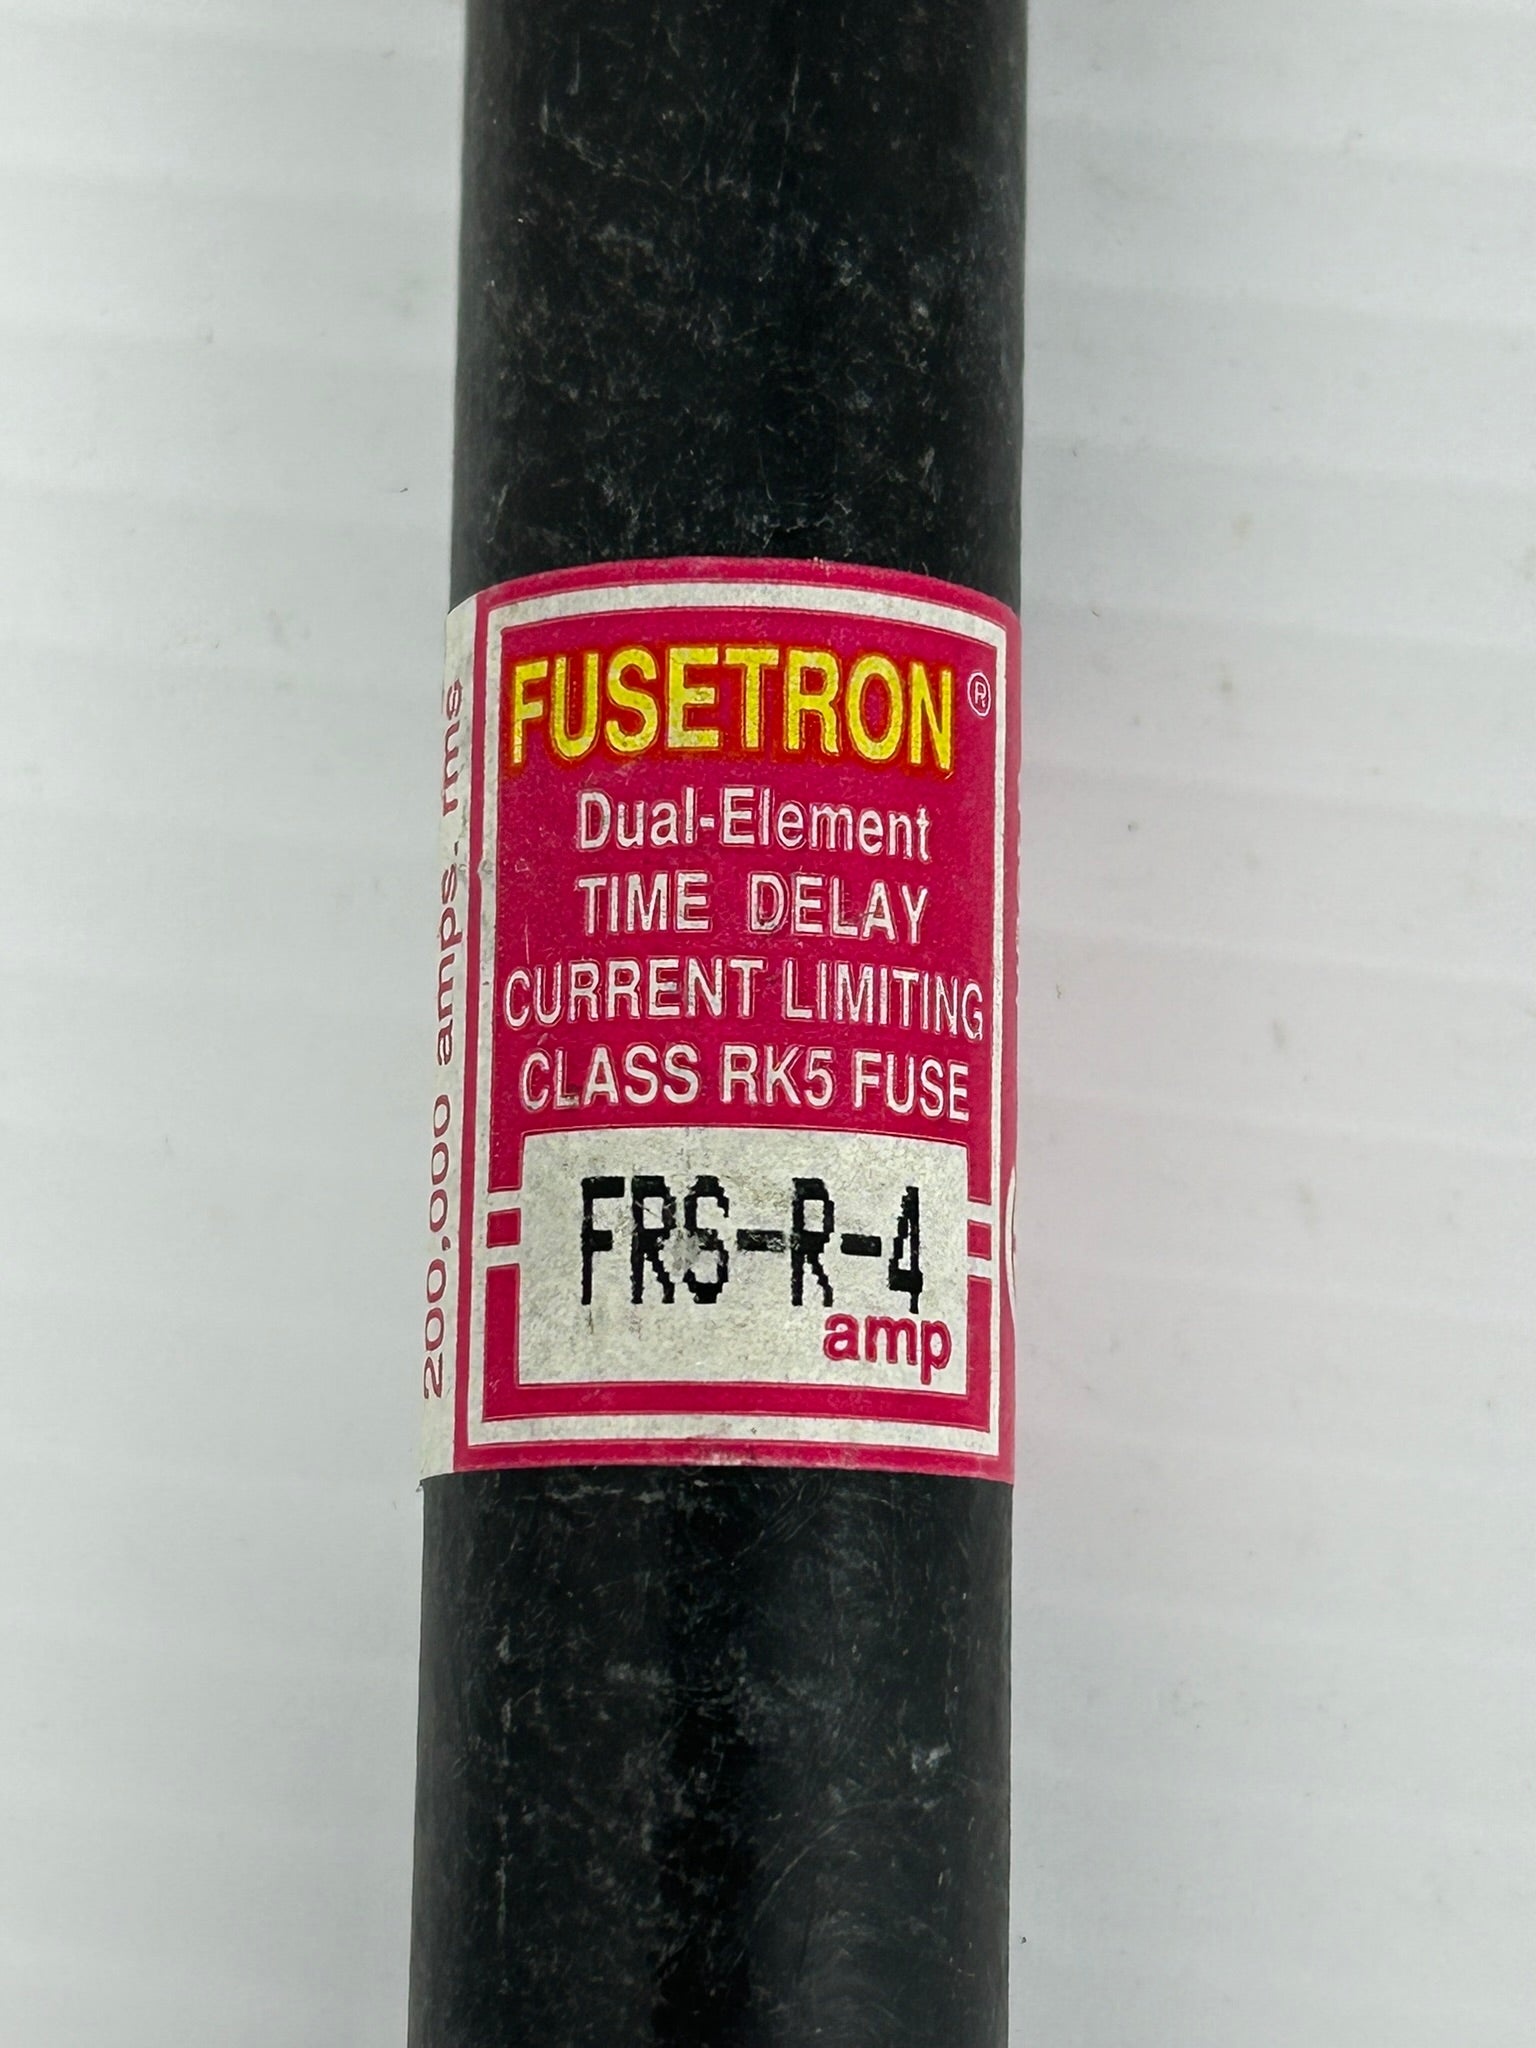 FUSETRON®
Dual-Element
TIME DELAY
CURRENT LIMITING
CLASS RK5 FUSE
FRS-R-4
amp
200,000 amps. rms